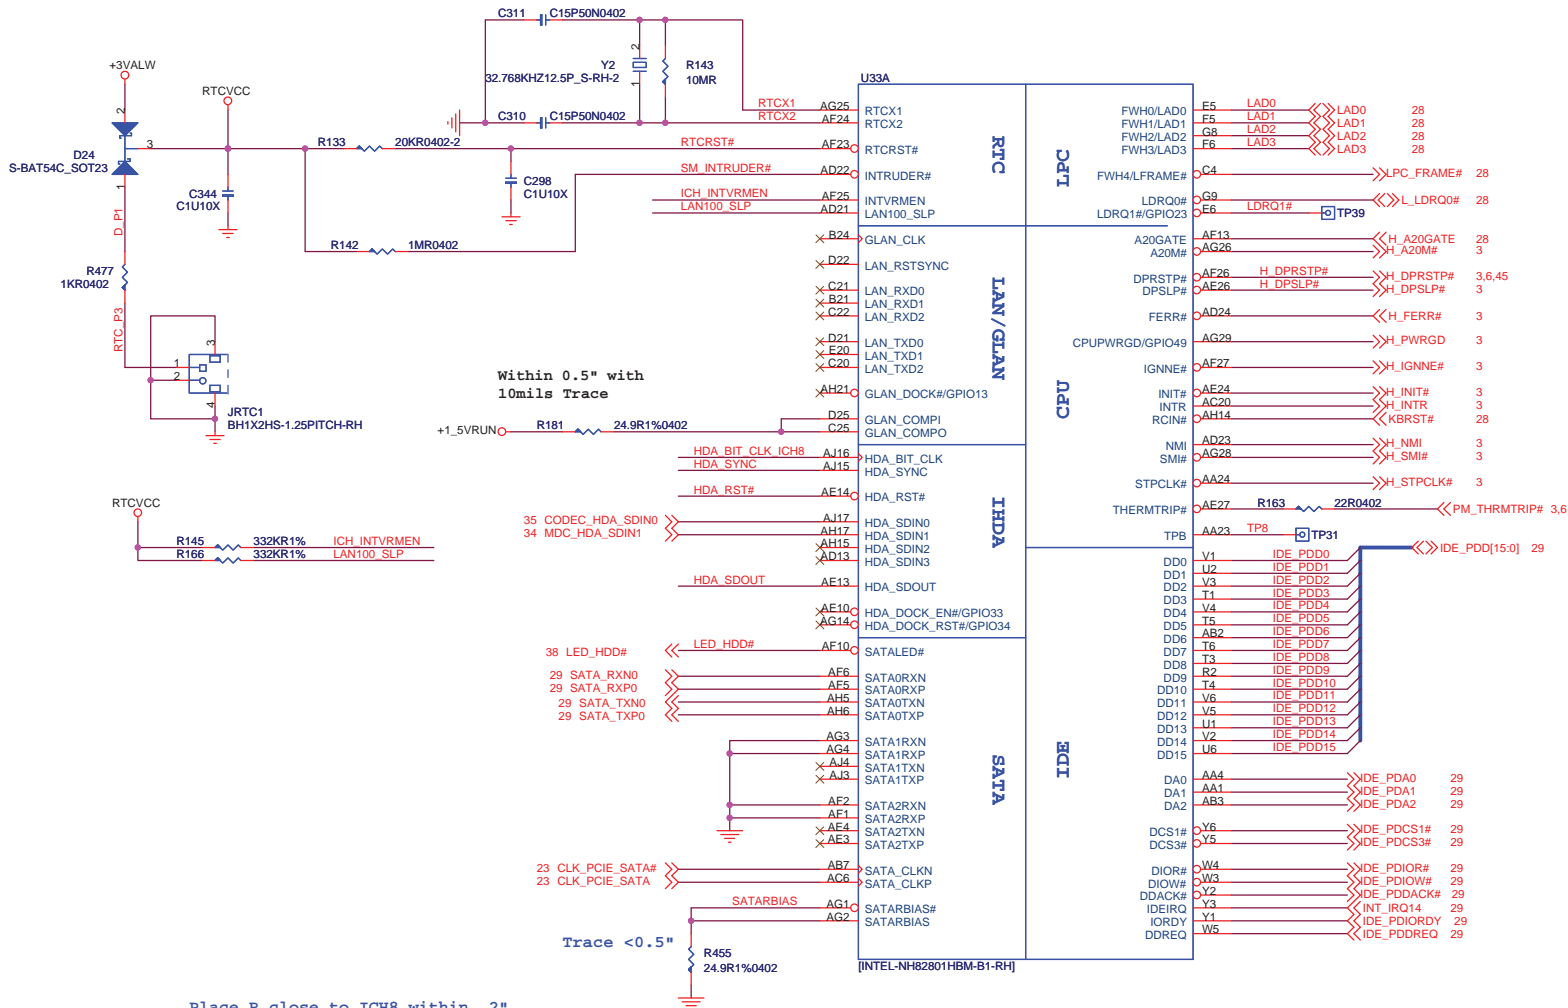 C311 C15P50N0402
+3VALW
2
Y2
32.768KHZ12.5P_S-RH-2
1
R143
10MR
U33A
RTCVCC
2
3
D24
S-BAT54C_SOT23
1
C310 C15P50N0402
RTCX1 AG25 RTCX1
RTCX2 AF24 RTCX2
R133 20KR0402-2
RTCRST# AF23 RTCRST#
SM_INTRUDER# AD22 INTRUDER#
C344
C1U10X
C298
C1U10X
ICH_INTVRMEN AF25 INTVRMEN
LAN100_SLP AD21 LAN100_SLP
RTC
LPC
R142 1MR0402
D_P1
R477
1KR0402
RTC_P3
3
1
2
4
JRTC1
BH1X2HS-1.25PITCH-RH
B24 GLAN_CLK
D22 LAN_RSTSYNC
C21 LAN_RXD0
B21 LAN_RXD1
C22 LAN_RXD2
D21 LAN_TXD0
E20 LAN_TXD1
C20 LAN_TXD2
AH21 GLAN_DOCK#/GPIO13
D25 GLAN_COMPI
C25 GLAN_COMPO
LAN/GLAN
CPU
Within 0.5" with
10mils Trace
+1_5VRUN R181 24.9R1%0402
HDA_BIT_CLK_ICH8 AJ16 HDA_BIT_CLK
HDA_SYNC AJ15 HDA_SYNC
HDA_RST# AE14 HDA_RST#
35 CODEC_HDA_SDIN0 AJ17 HDA_SDIN0
34 MDC_HDA_SDIN1 AH17 HDA_SDIN1
AH15 HDA_SDIN2
AD13 HDA_SDIN3
HDA_SDOUT AE13 HDA_SDOUT
AE10 HDA_DOCK_EN#/GPIO33
AG14 HDA_DOCK_RST#/GPIO34
IHDA
RTCVCC
R145 332KR1% ICH_INTVRMEN
R166 332KR1% LAN100_SLP
38 LED_HDD# LED_HDD# AF10 SATALED#
29 SATA_RXN0 AF6 SATA0RXN
29 SATA_RXP0 AF5 SATA0RXP
29 SATA_TXN0 AH5 SATA0TXN
29 SATA_TXP0 AH6 SATA0TXP
AG3 SATA1RXN
AG4 SATA1RXP
AJ4 SATA1TXN
AJ3 SATA1TXP
AF2 SATA2RXN
AF1 SATA2RXP
AE4 SATA2TXN
AE3 SATA2TXP
23 CLK_PCIE_SATA# AB7 SATA_CLKN
23 CLK_PCIE_SATA AC6 SATA_CLKP
SATARBIAS AG1 SATARBIAS#
AG2 SATARBIAS
SATA
IDE
Trace <0.5"
R455
24.9R1%0402
[INTEL-NH82801HBM-B1-RH]
FWH0/LAD0 E5 LAD0 LAD0 28
FWH1/LAD1 F5 LAD1 LAD1 28
FWH2/LAD2 G8 LAD2 LAD2 28
FWH3/LAD3 F6 LAD3 LAD3 28
FWH4/LFRAME# C4 LPC_FRAME# 28
LDRQ0# G9 L_LDRQ0# 28
LDRQ1#/GPIO23 E6 LDRQ1# TP39
A20GATE AF13 H_A20GATE 28
A20M# AG26 H_A20M# 3
DPRSTP# AF26 H_DPRSTP# H_DPRSTP# 3,6,45
DPSLP# AE26 H_DPSLP# H_DPSLP# 3
FERR# AD24 H_FERR# 3
CPUPWRGD/GPIO49 AG29 H_PWRGD 3
IGNNE# AF27 H_IGNNE# 3
INIT# AE24 H_INIT# 3
INTR AC20 H_INTR 3
RCIN# AH14 KBRST# 28
NMI AD23 H_NMI 3
SMI# AG28 H_SMI# 3
STPCLK# AA24 H_STPCLK# 3
THERMTRIP# AE27 R163 22R0402 PM_THRMTRIP# 3,6
TPB AA23 TP8 TP31
IDE_PDD[15:0] 29
DD0 V1 IDE_PDD0
DD1 U2 IDE_PDD1
DD2 V3 IDE_PDD2
DD3 T1 IDE_PDD3
DD4 V4 IDE_PDD4
DD5 T5 IDE_PDD5
DD6 AB2 IDE_PDD6
DD7 T6 IDE_PDD7
DD8 T3 IDE_PDD8
DD9 R2 IDE_PDD9
DD10 T4 IDE_PDD10
DD11 V6 IDE_PDD11
DD12 V5 IDE_PDD12
DD13 U1 IDE_PDD13
DD14 V2 IDE_PDD14
DD15 U6 IDE_PDD15
DA0 AA4 IDE_PDA0 29
DA1 AA1 IDE_PDA1 29
DA2 AB3 IDE_PDA2 29
DCS1# Y6 IDE_PDCS1# 29
DCS3# Y5 IDE_PDCS3# 29
DIOR# W4 IDE_PDIOR# 29
DIOW# W3 IDE_PDIOW# 29
DDACK# Y2 IDE_PDDACK# 29
IDEIRQ Y3 INT_IRQ14 29
IORDY Y1 IDE_PDIORDY 29
DDREQ W5 IDE_PDDREQ 29
Place R close to ICH8 within 2"